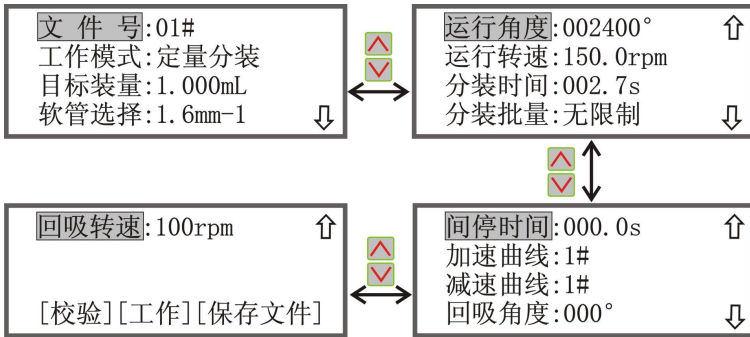 文 件 号:01#
工作模式:定量分装
目标装量:1.000mL
软管选择:1.6mm-1
运行角度:002400°
运行转速:150.0rpm
分装时间:002.7s
分装批量:无限制
间停时间:000.0s
加速曲线:1#
减速曲线:1#
回吸角度:000°
回吸转速:100rpm
[校验][工作][保存文件]